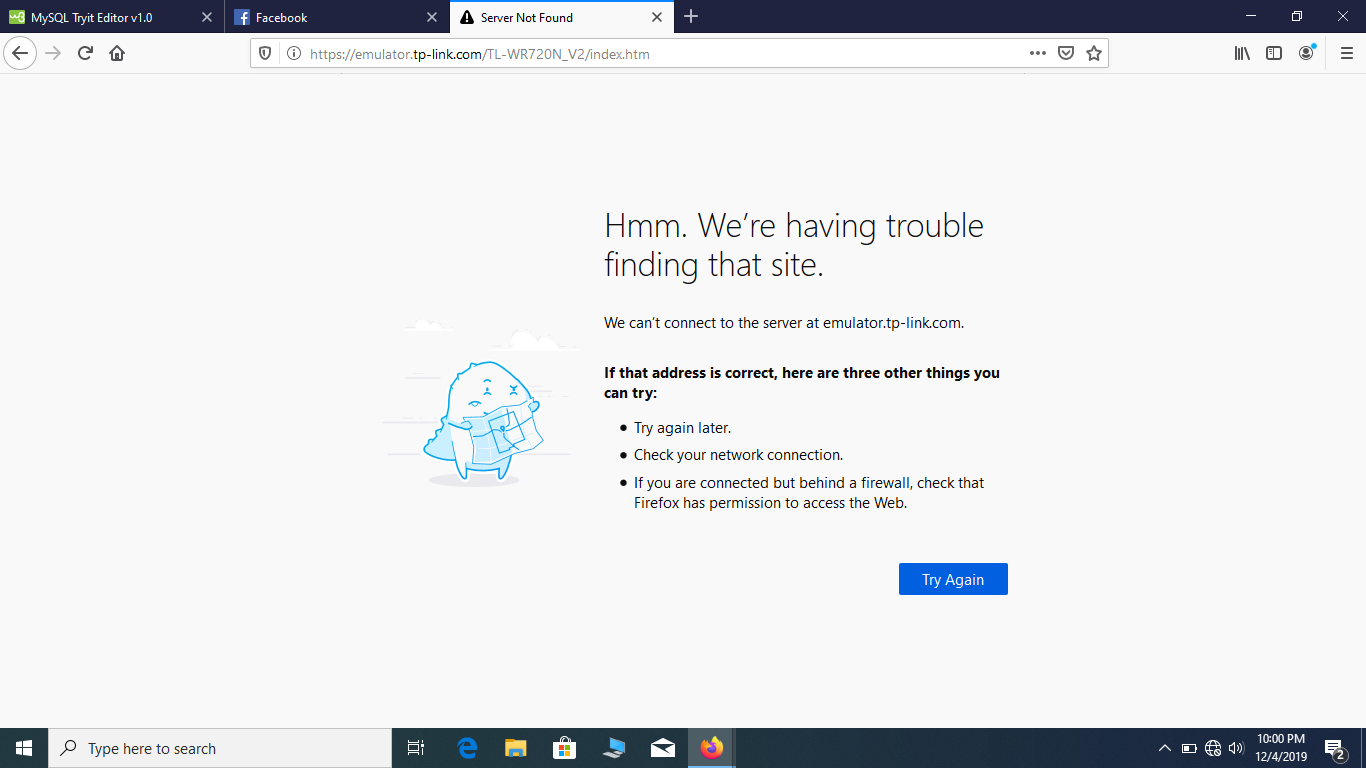 MySQL Tryit Editor v1.0
Facebook
Server Not Found
https://emulator.tp-link.com/TL-WR720N_V2/index.htm
Hmm. We’re having trouble
finding that site.
We can’t connect to the server at emulator.tp-link.com.
If that address is correct, here are three other things you
can try:
Try again later.
Check your network connection.
If you are connected but behind a firewall, check that
Firefox has permission to access the Web.
Try Again
Type here to search
10:00 PM
12/4/2019
2